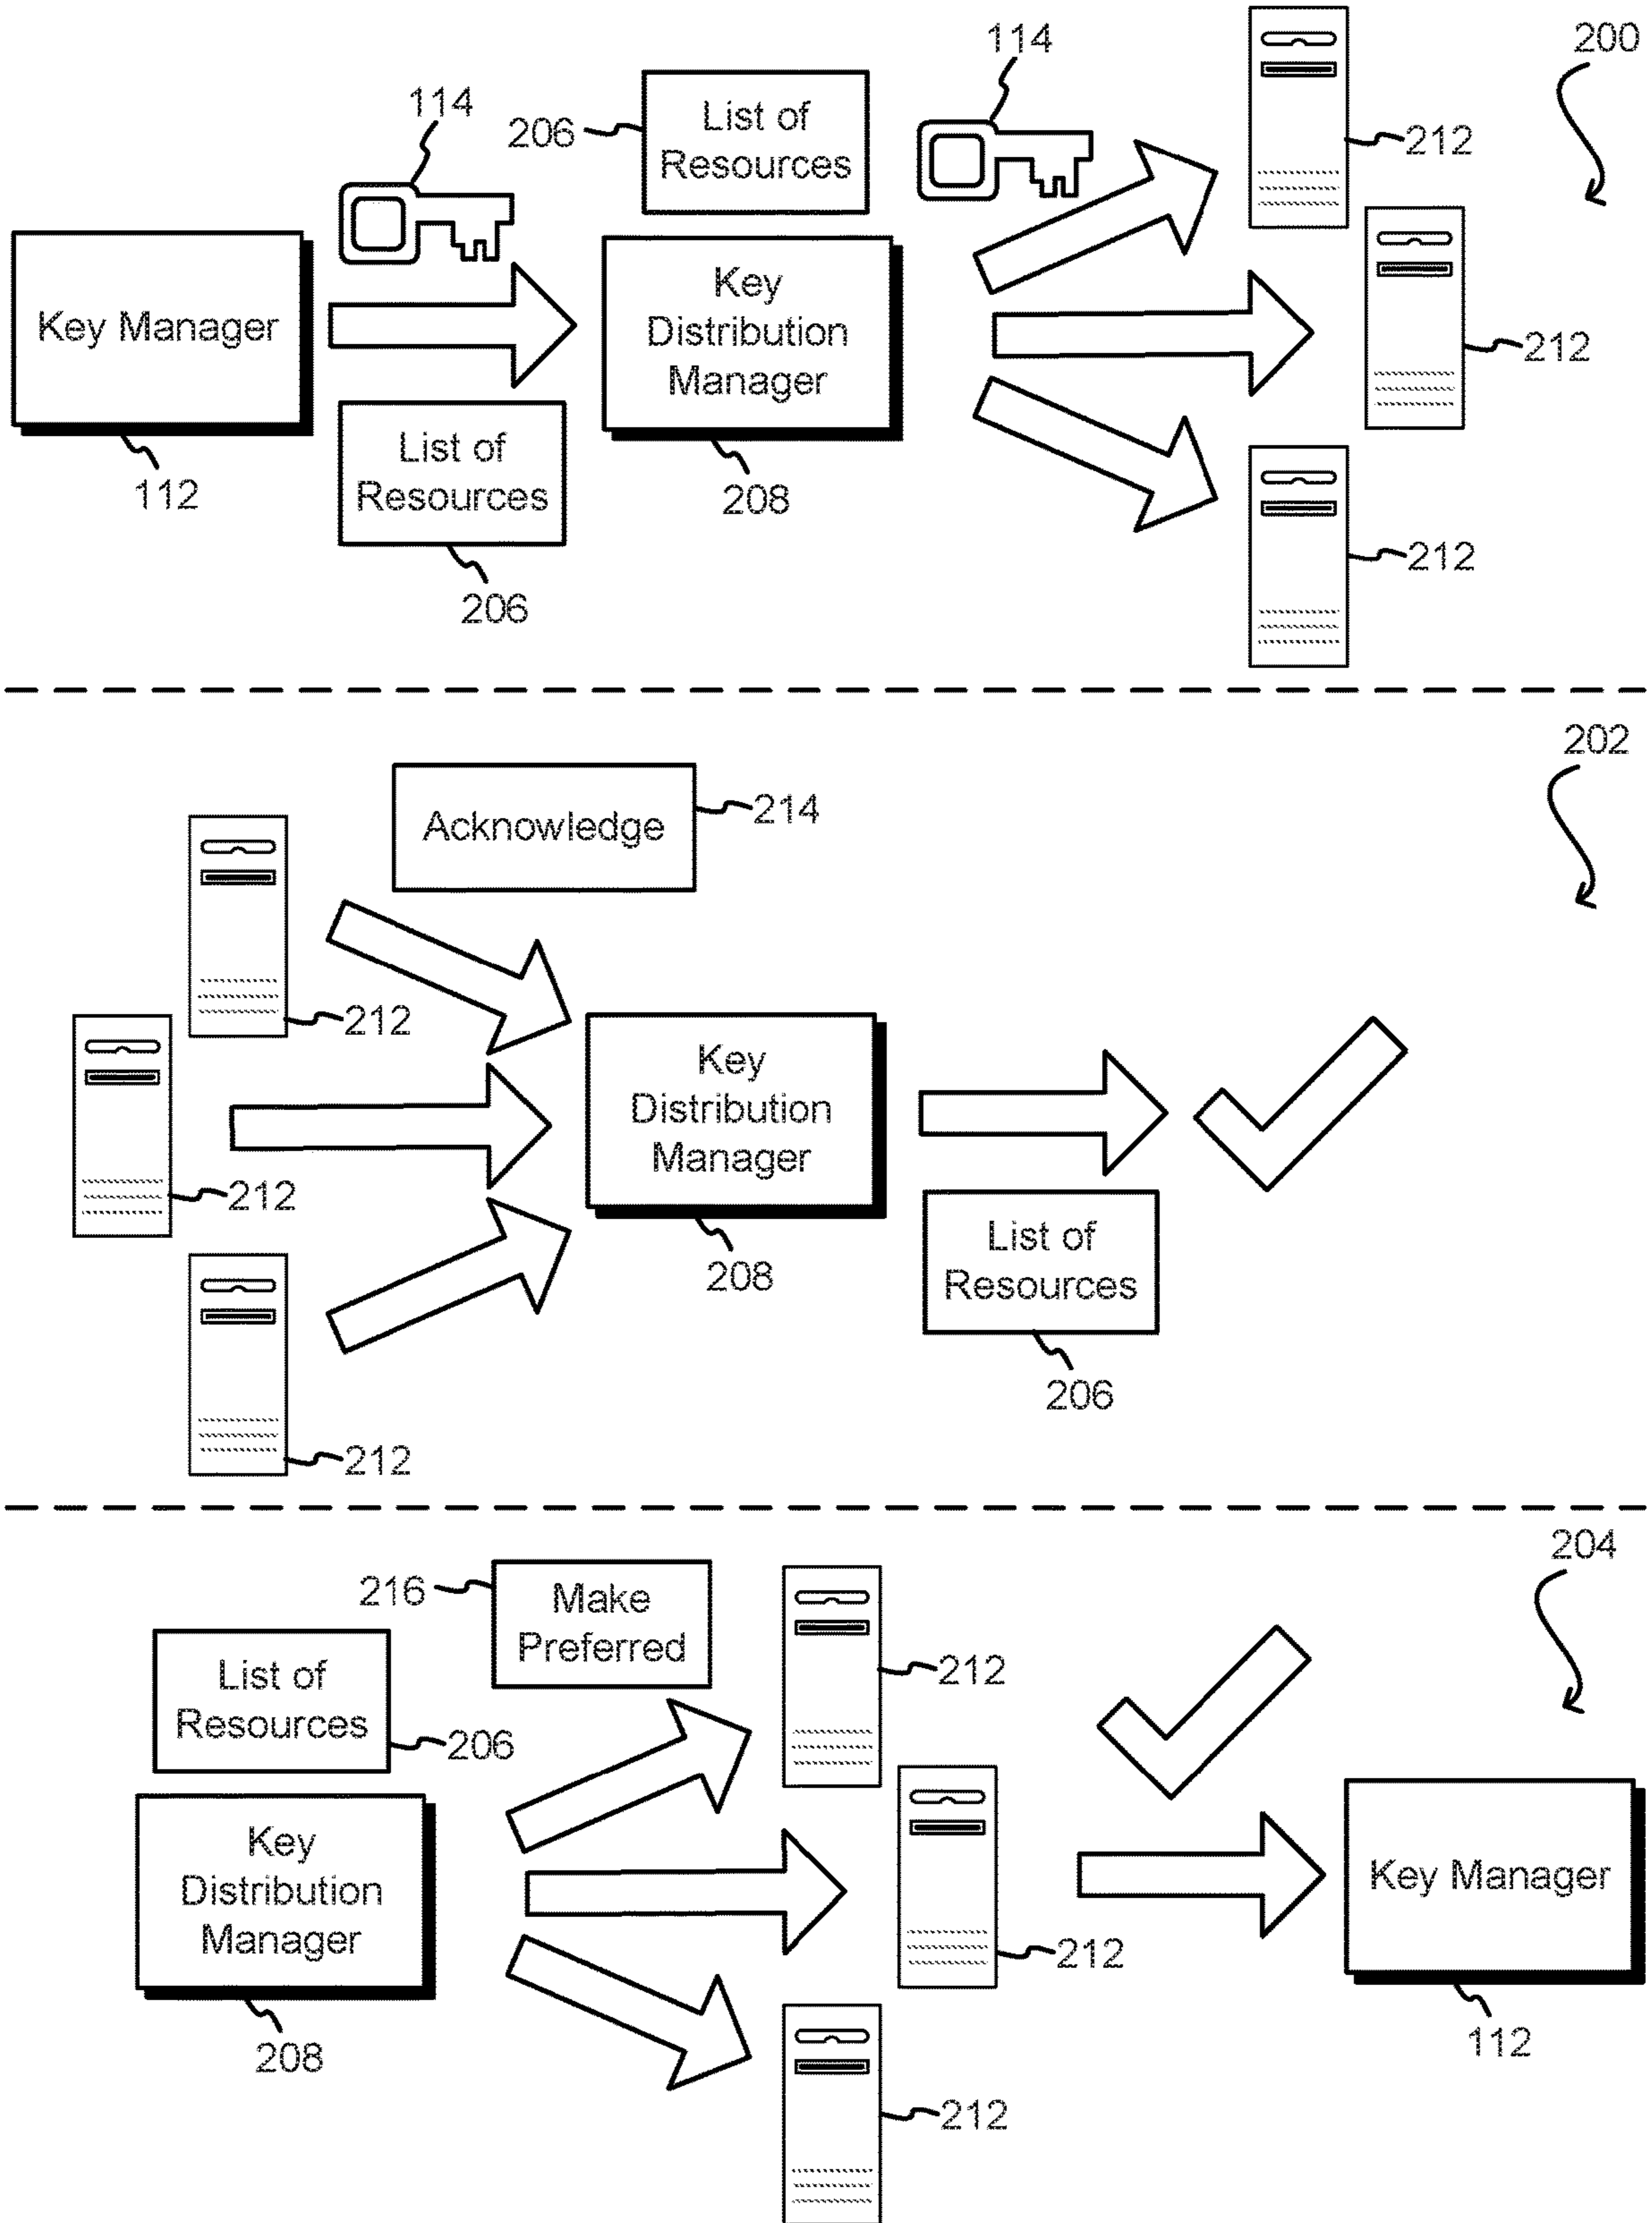 200
114
114
206
List of
Resources
212
Key Manager
Key
Distribution
Manager
212
List of
Resources
112
208
212
206
202
Acknowledge
214
212
Key
Distribution
Manager
212
208
List of
Resources
206
212
204
216
Make
Preferred
List of
Resources
206
212
Key
Distribution
Manager
Key Manager
212
208
112
212